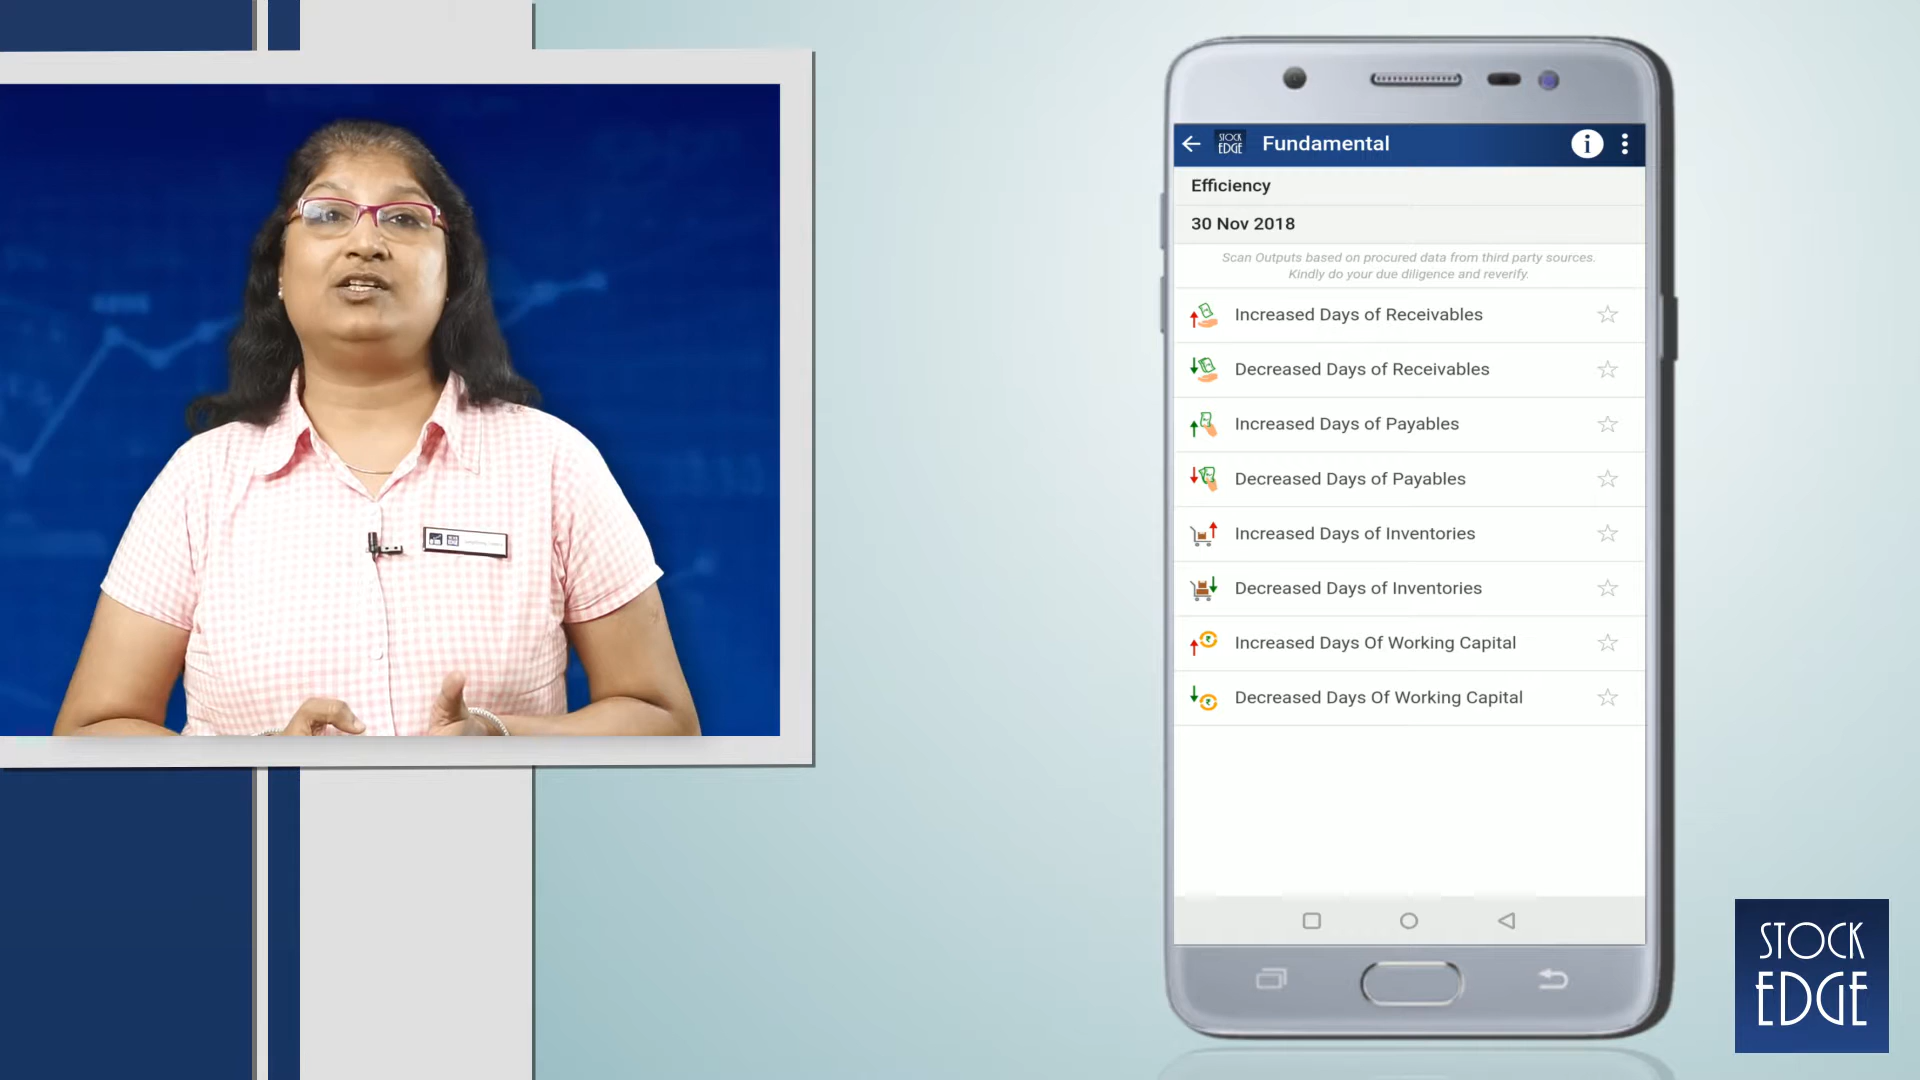 STOCK
EDGE
Fundamental
Efficiency
30 Nov 2018
Scan Outputs based on procured data from third party sources.
Kindly do your due diligence and reverify.
Increased Days of Receivables
Decreased Days of Receivables
Increased Days of Payables
Decreased Days of Payables
Increased Days of Inventories
Decreased Days of Inventories
Increased Days Of Working Capital
Decreased Days Of Working Capital
STOCK
EDGE